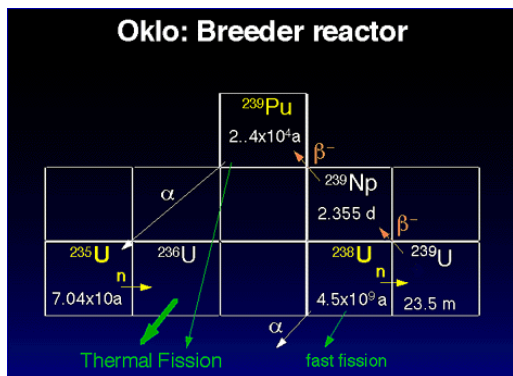 Oklo: Breeder reactor
²³⁹Pu
2..4x10⁴a
β⁻
α
²³⁹Np
2.355 d
β⁻
²³⁵U
²³⁶U
²³⁸U
²³⁹U
n
n
7.04x10a
4.5x10⁹a
23.5 m
α
Thermal Fission
fast fission